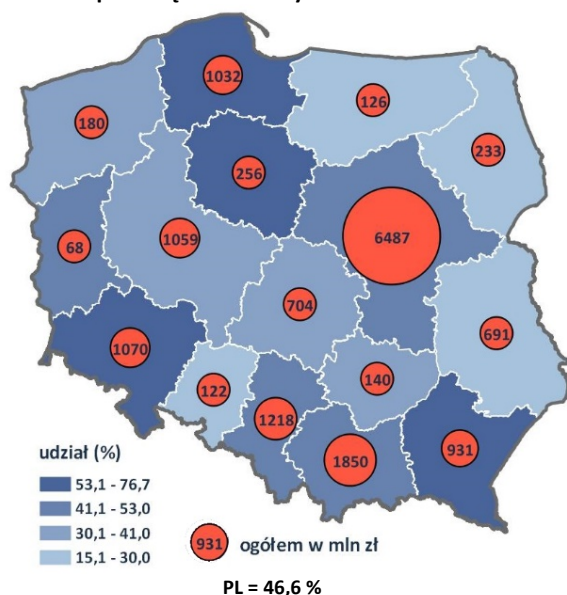 1032
126
180
233
256
6487
68
1059
704
691
1070
140
122
1218
931
1850
udział (%)
53,1 - 76,7
41,1 - 53,0
30,1 - 41,0
15,1 - 30,0
931 ogółem w mln zł
PL = 46,6 %